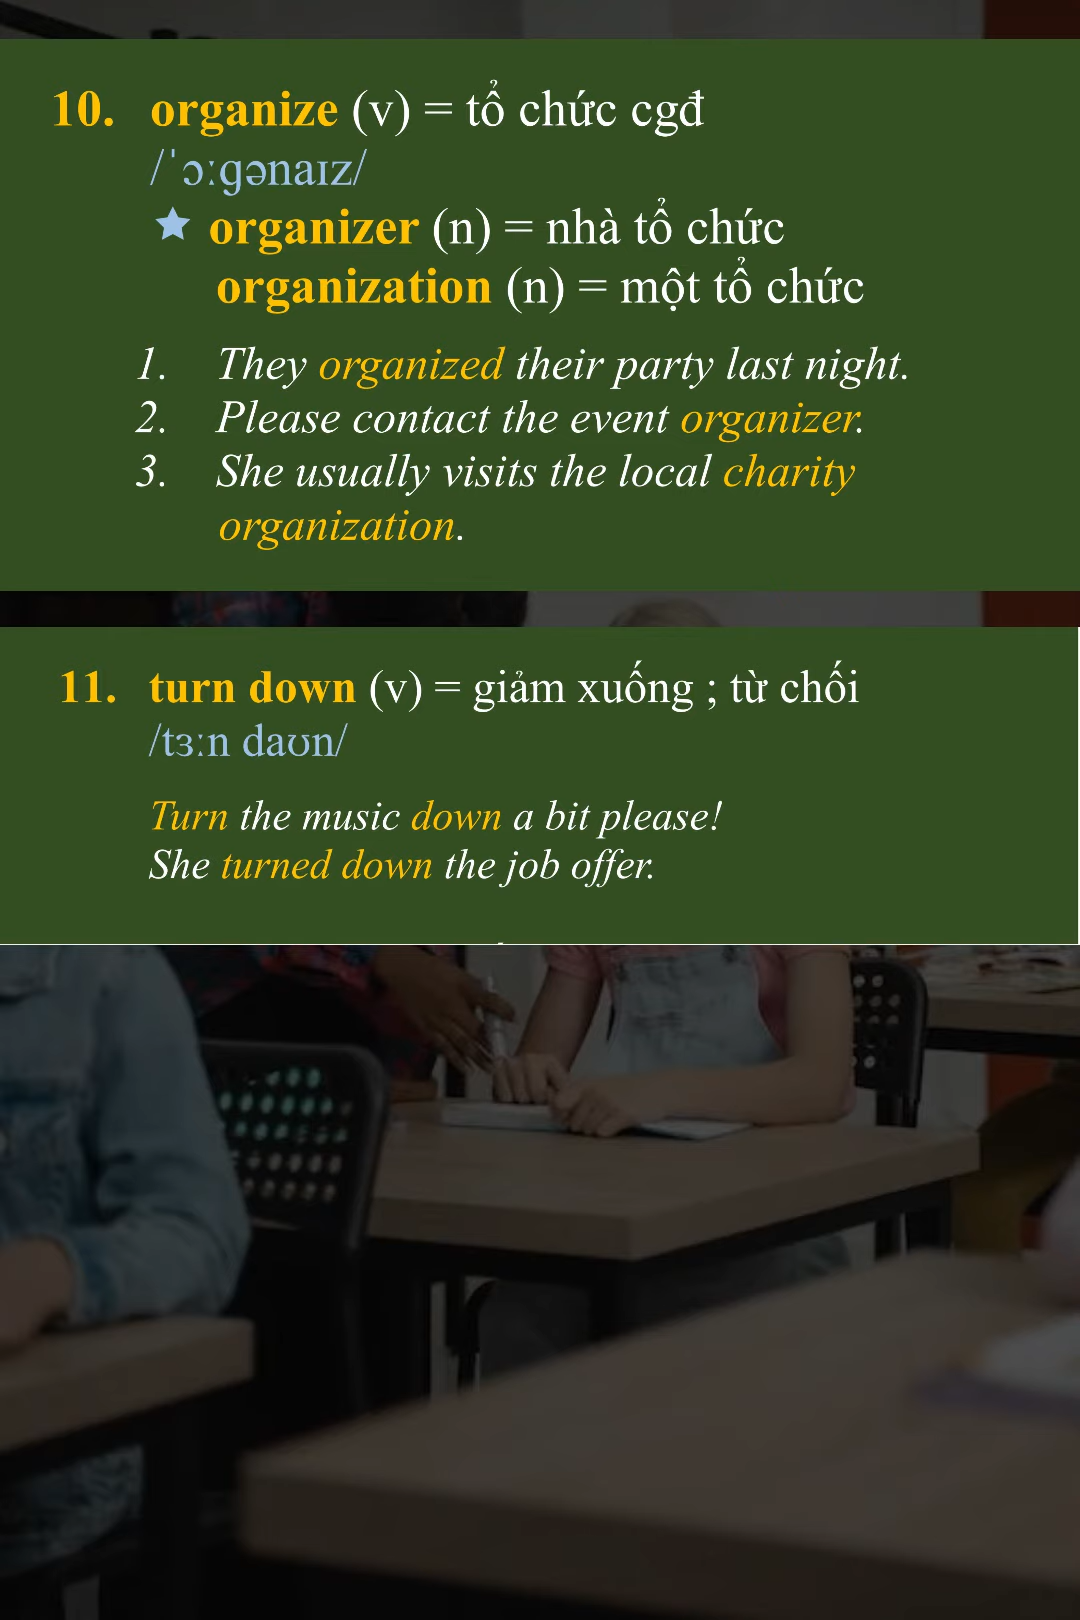 10. organize (v) = tổ chức cgđ
/ˈɔːgənaɪz/
★ organizer (n) = nhà tổ chức
organization (n) = một tổ chức
1. They organized their party last night.
2. Please contact the event organizer.
3. She usually visits the local charity
organization.
11. turn down (v) = giảm xuống ; từ chối
/tɜːn daʊn/
Turn the music down a bit please!
She turned down the job offer.